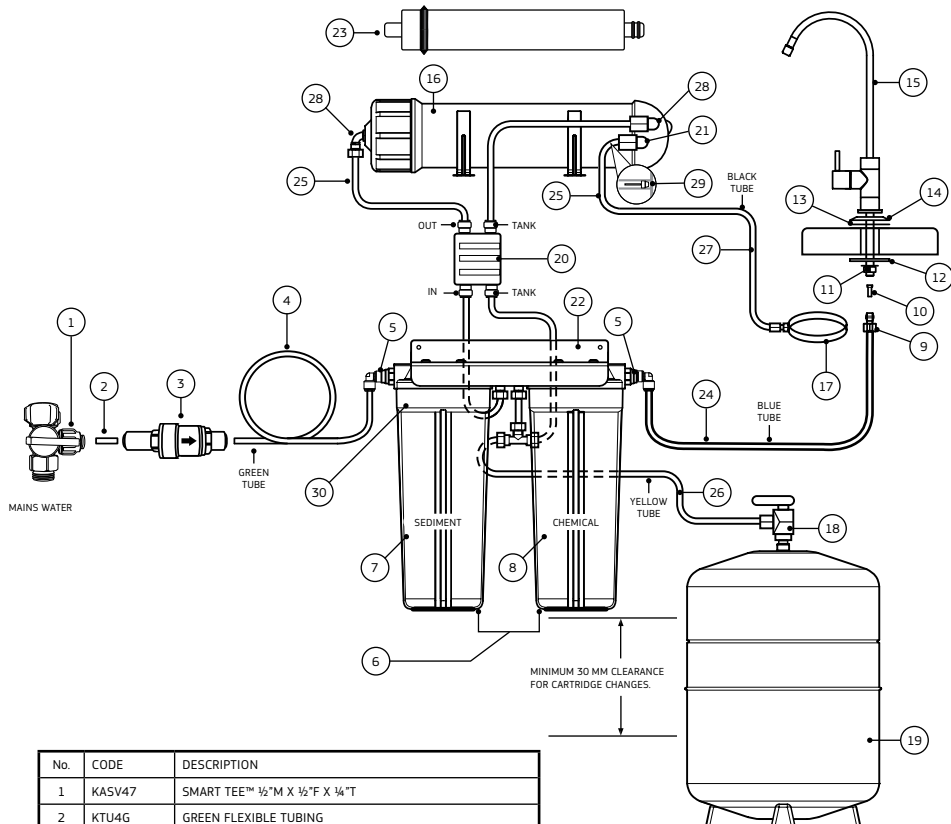 23
16
28
28
15
21
25
29
25
BLACK
TUBE
14
13
OUT
TANK
20
27
12
11
IN
TANK
4
22
10
1
5
5
9
2
3
17
24
BLUE
TUBE
GREEN
TUBE
MAINS WATER
30
YELLOW
TUBE
26
SEDIMENT
CHEMICAL
18
7
8
6
MINIMUM 30 MM CLEARANCE
FOR CARTRIDGE CHANGES.
19
No. CODE DESCRIPTION
1 KASV47 SMART TEE™ ½"M X ½"F X ¼"T
2 KTU4G GREEN FLEXIBLE TUBING